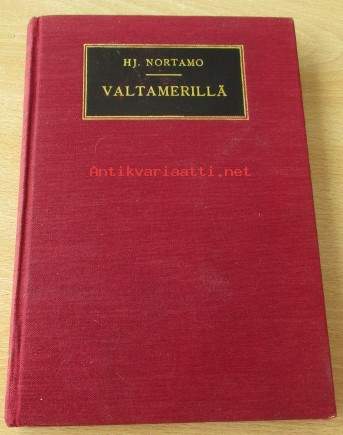 HJ. NORTAMO
VALTAMERILLÄ
Antikvariaatti.net